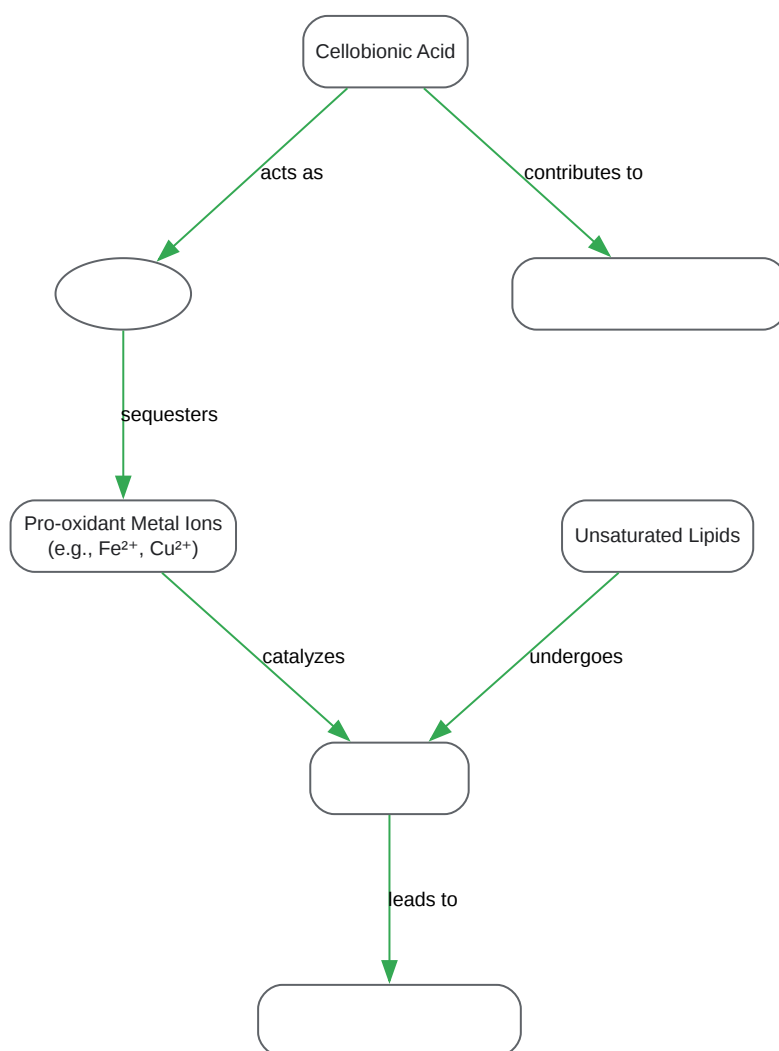 Cellobionic Acid
acts as
contributes to
sequesters
Pro-oxidant Metal Ions
(e.g., Fe²⁺, Cu²⁺)
Unsaturated Lipids
catalyzes
undergoes
leads to